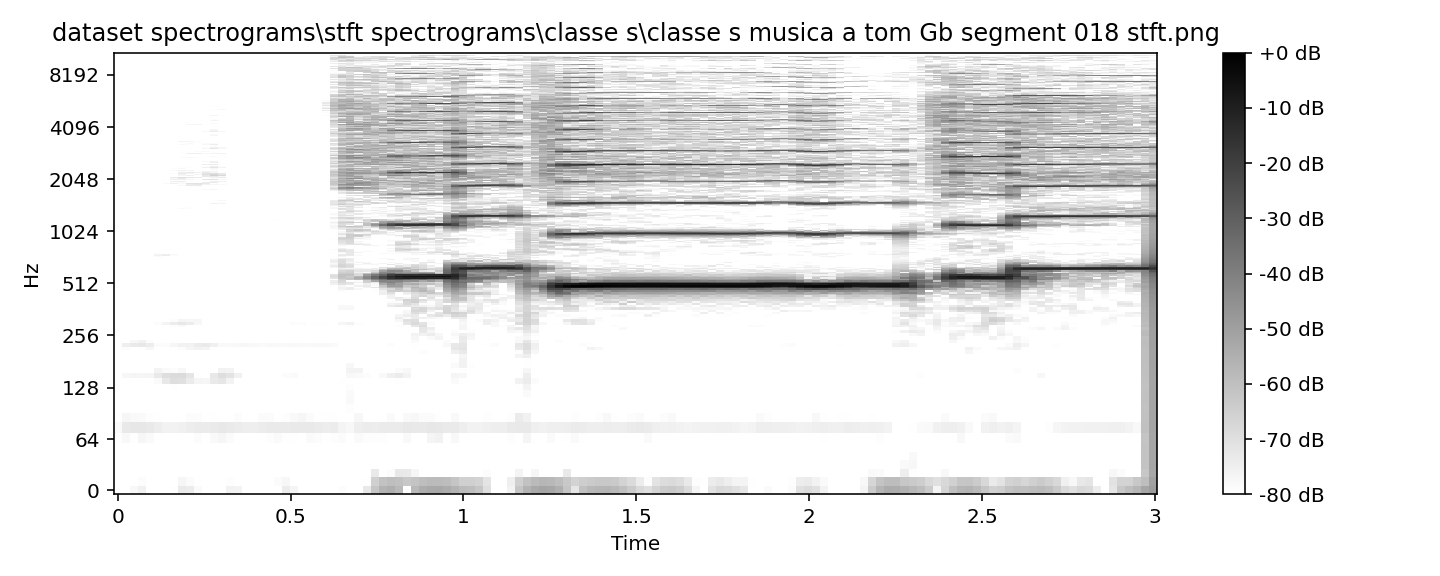 dataset spectrograms\stft spectrograms\classe s\classe s musica a tom Gb segment 018 stft.png
8192
4096
2048
1024
512
256
128
64
0
Hz
0
0.5
1
1.5
2
2.5
3
Time
+0 dB
-10 dB
-20 dB
-30 dB
-40 dB
-50 dB
-60 dB
-70 dB
-80 dB